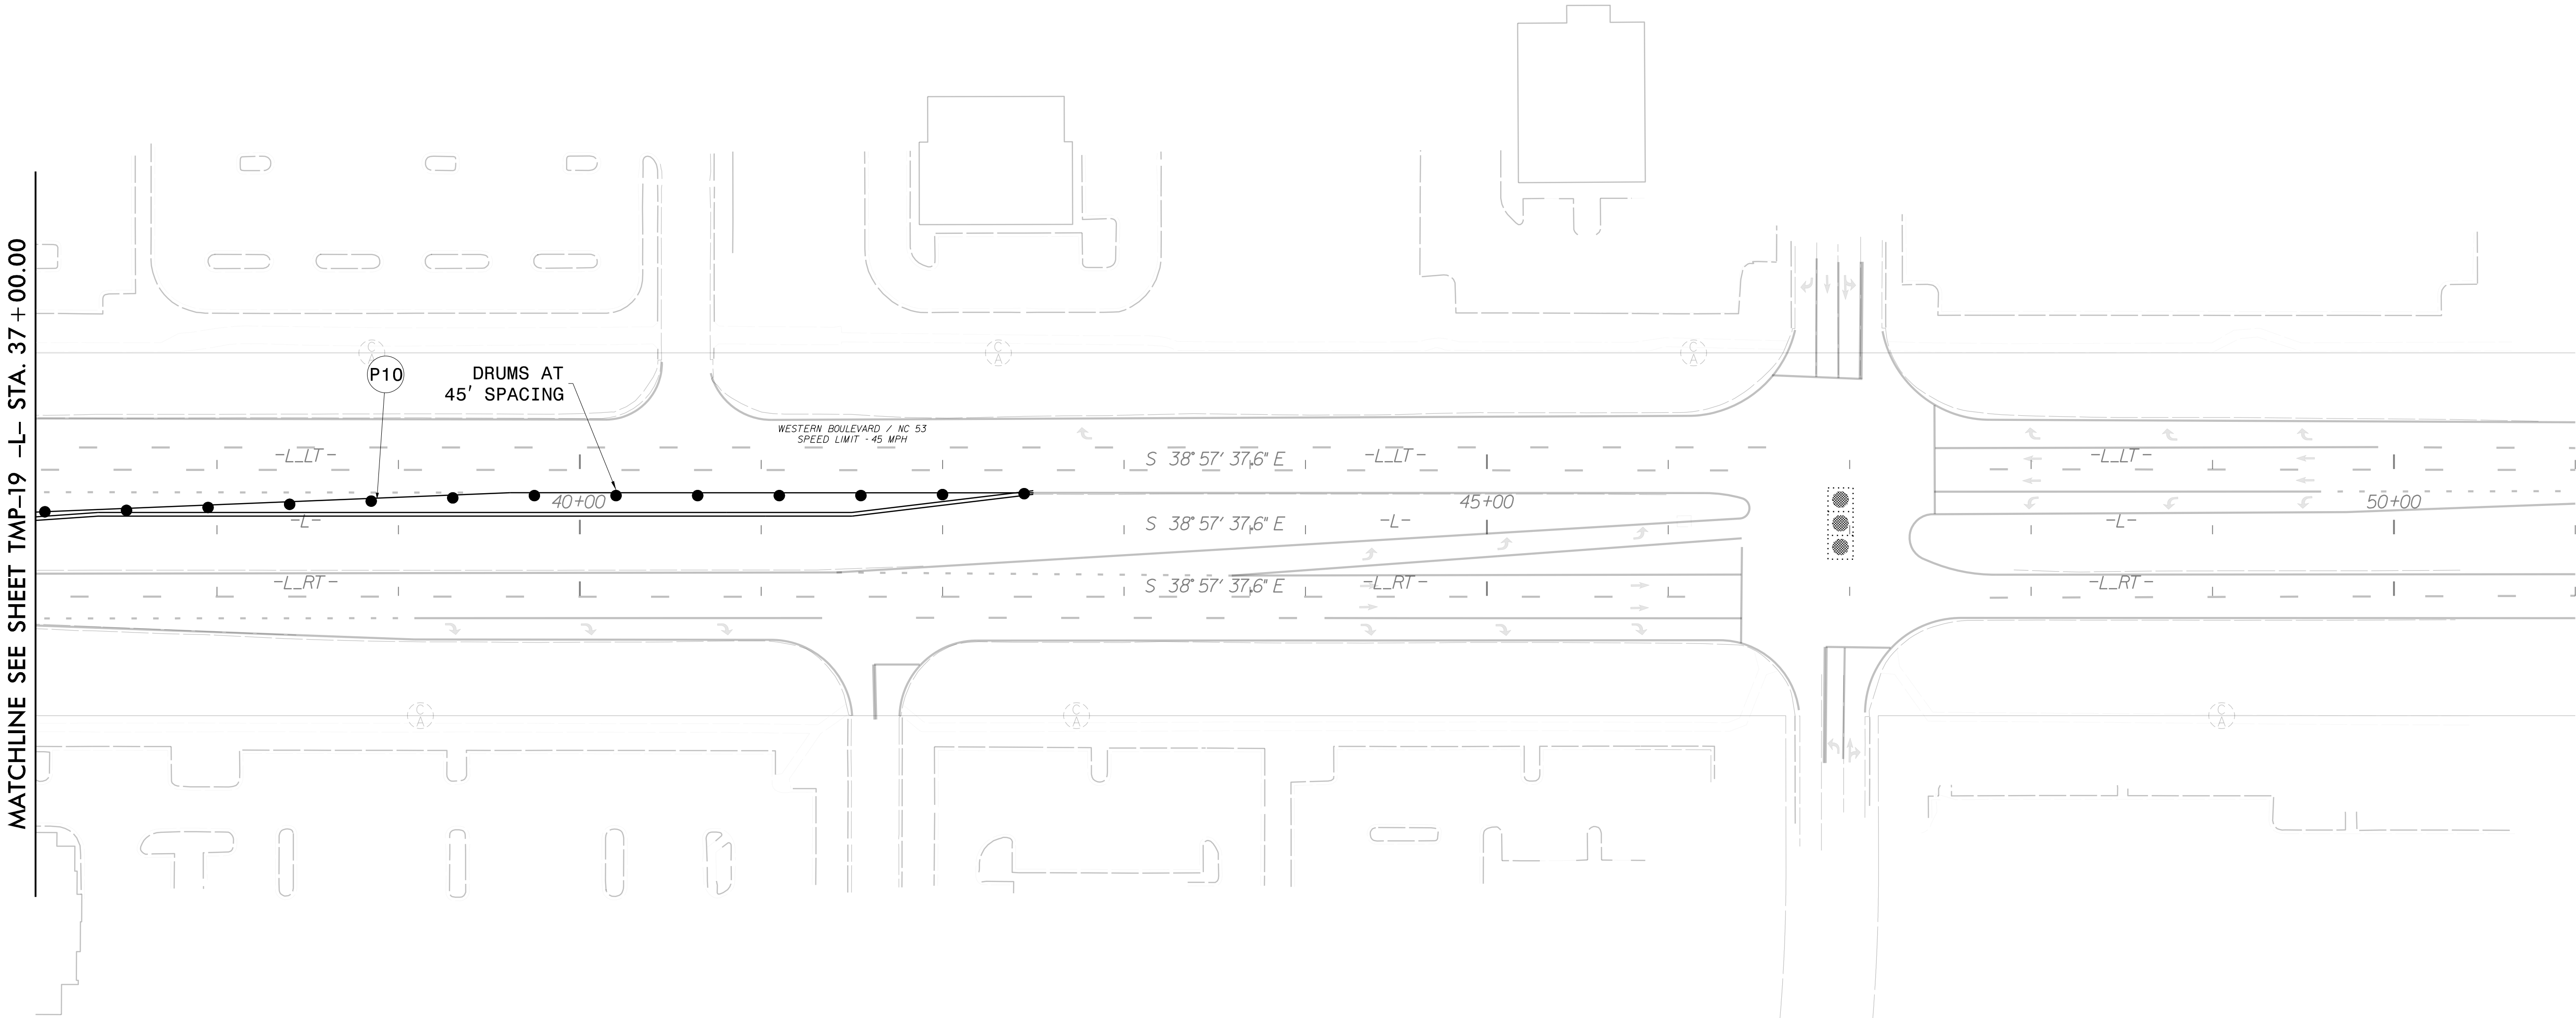 MATCHLINE SEE SHEET TMP-19 -L- STA. 37+00.00
C
A
C
A
C
A
P10
DRUMS AT
45' SPACING
WESTERN BOULEVARD / NC 53
SPEED LIMIT - 45 MPH
-L_LT-
S 38°57'37.6" E
-L_LT-
-L_LT-
40+00
45+00
50+00
-L-
S 38°57'37.6" E
-L-
-L-
-L_RT-
S 38°57'37.6" E
-L_RT-
-L_RT-
C
A
C
A
C
A